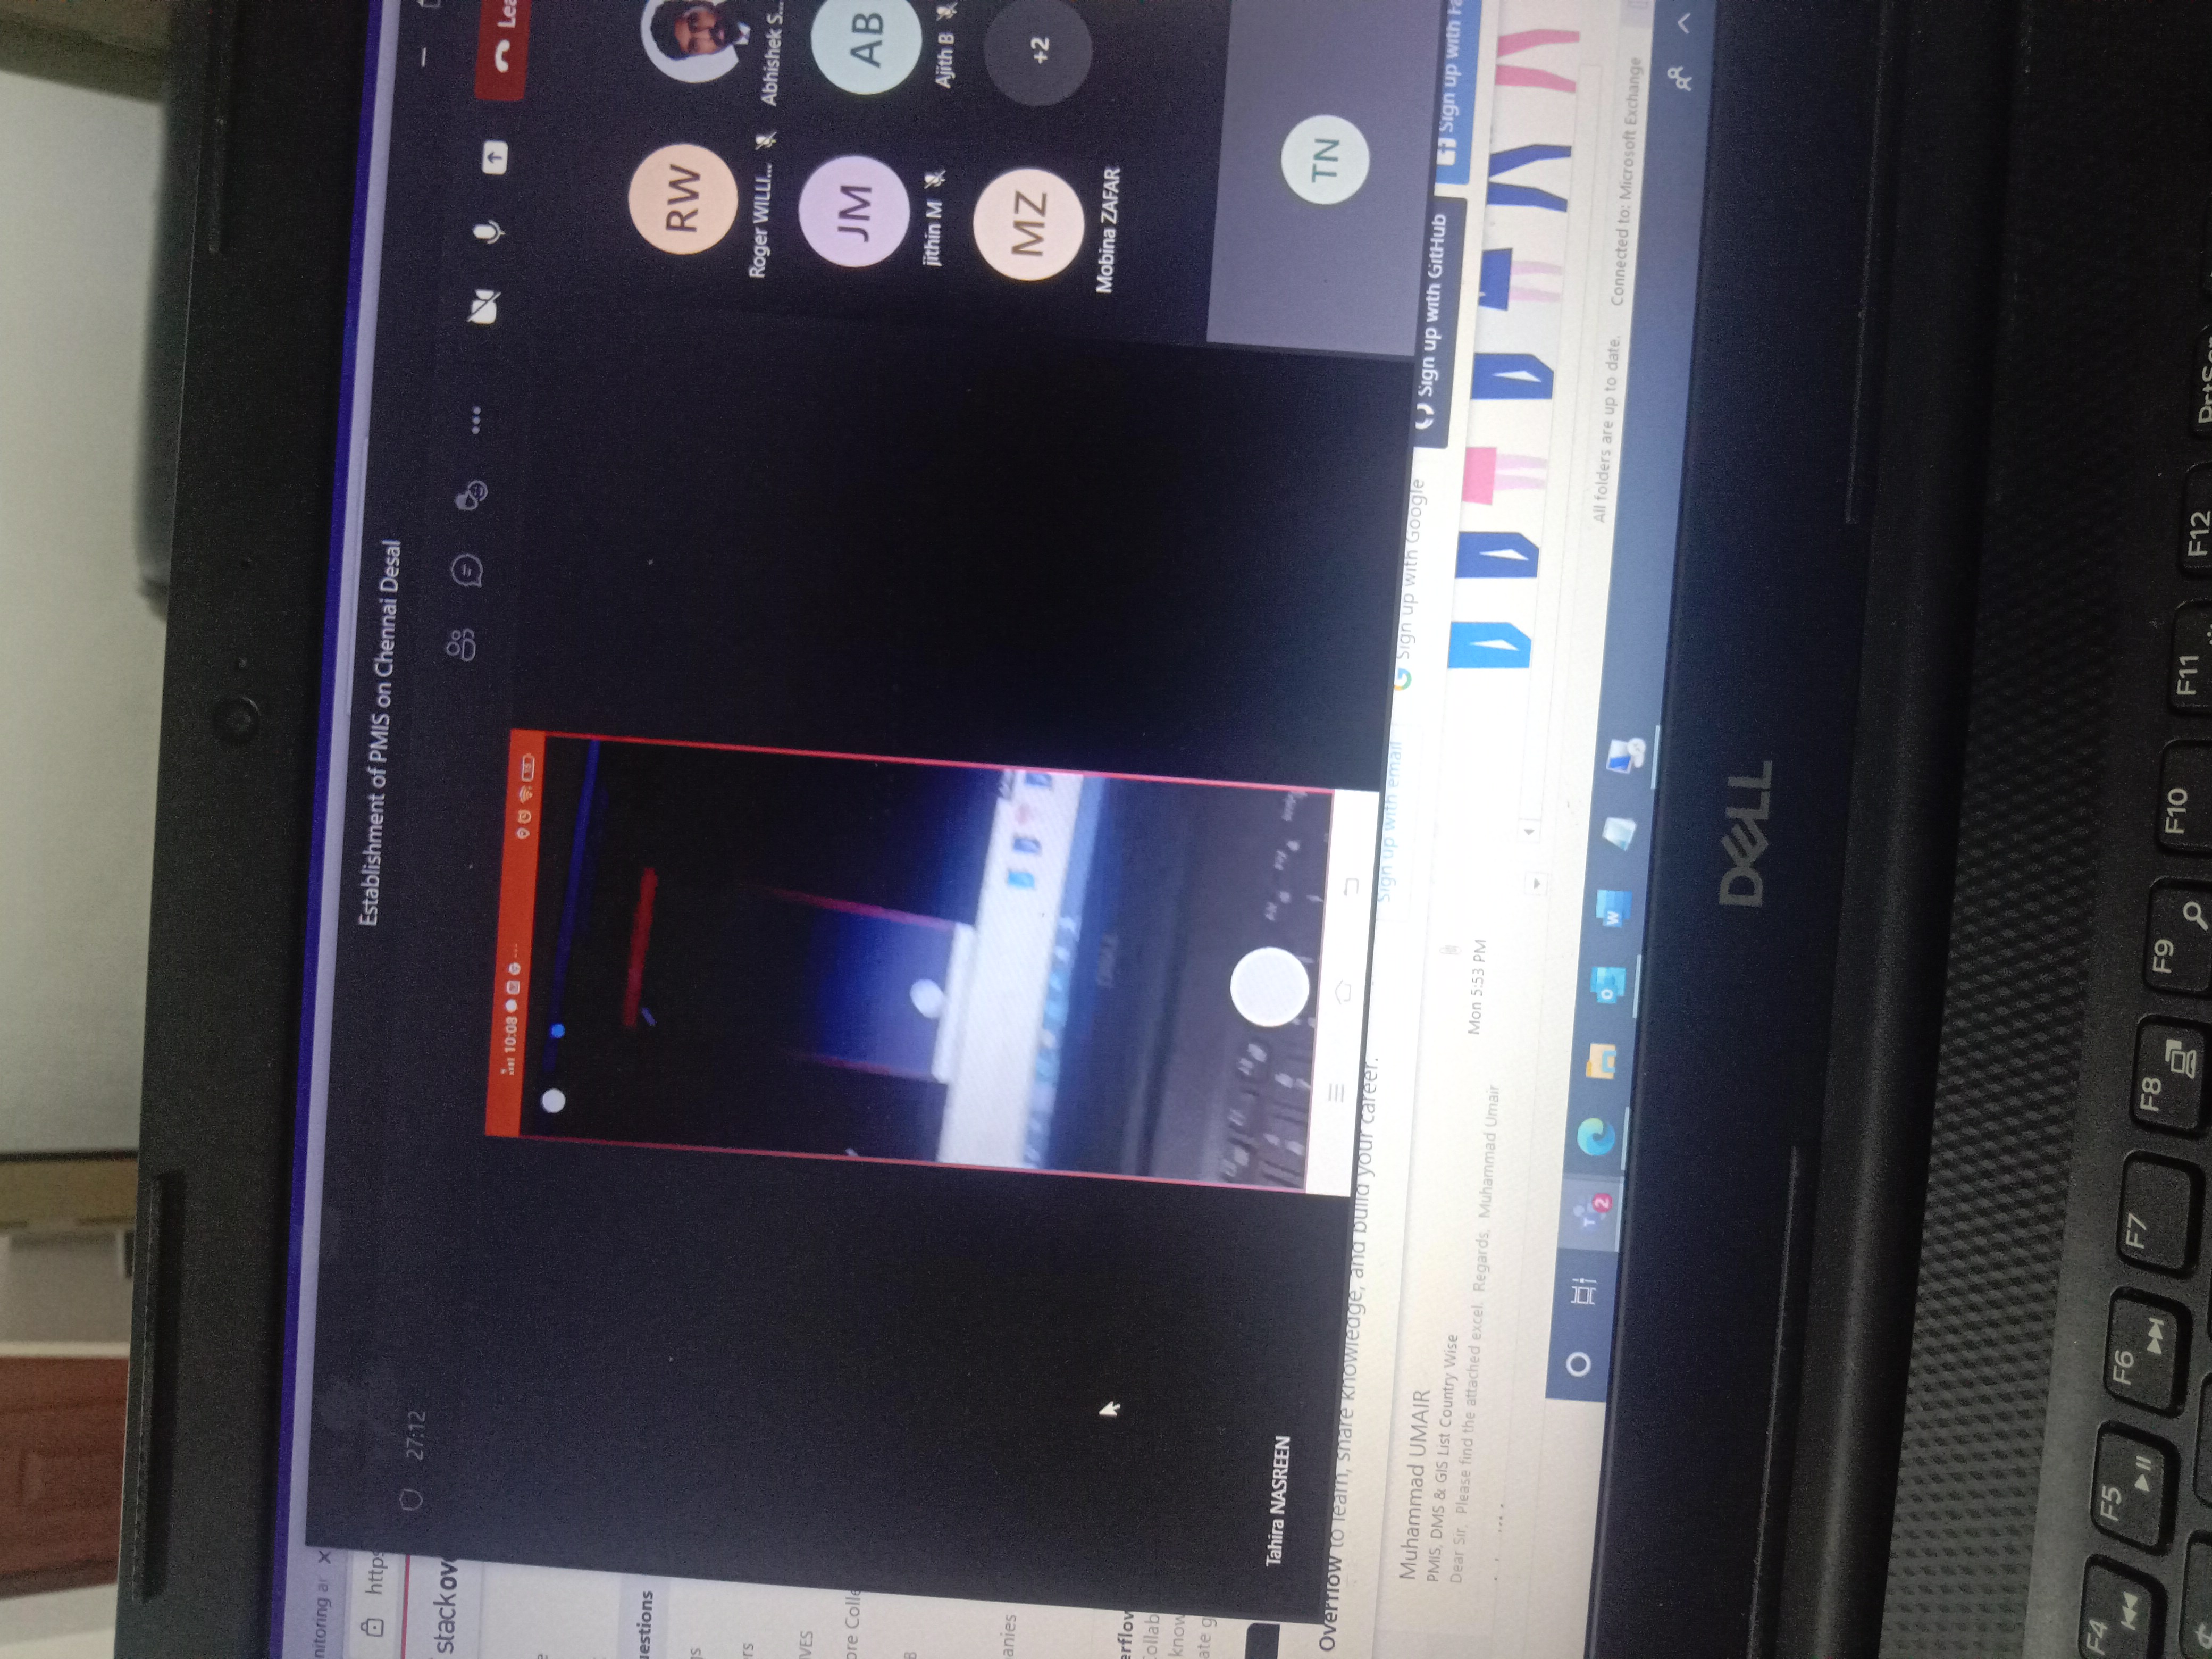 nitoring ar
https
stackov
27:12
Establishment of PMIS on Chennai Desal
Lea
10:08
uestions
gs
ers
VES
ore Colle
B
anies
RW
Roger WILLI...
Abhishek S...
JM
jithin M
AB
Ajith B
MZ
Mobina ZAFAR
+2
TN
erflow
Collab
know
ate g
Tahira NASREEN
Overflow to learn, share knowledge, and build your career.
Sign up with email
Sign up with Google
Sign up with GitHub
Sign up with Fa
Muhammad UMAIR
PMIS, DMS & GIS List Country Wise
Dear Sir, Please find the attached excel. Regards, Muhammad Umair
Mon 5:53 PM
All folders are up to date.
Connected to: Microsoft Exchange
2
DELL
F4
F5
F6
F7
F8
F9
F10
F11
F12
PrtScr